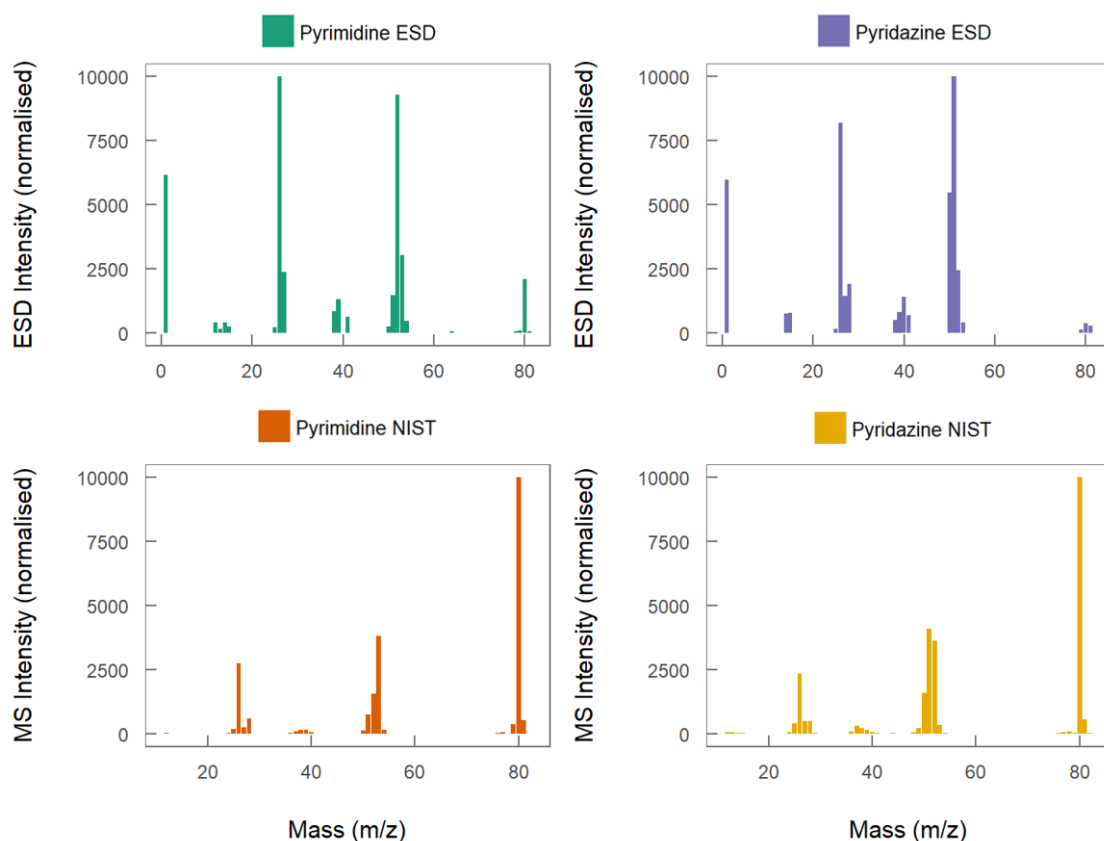 Pyrimidine ESD
Pyridazine ESD
ESD Intensity (normalised)
10000
7500
5000
2500
0
0 20 40 60 80
ESD Intensity (normalised)
10000
7500
5000
2500
0
0 20 40 60 80
Pyrimidine NIST
Pyridazine NIST
MS Intensity (normalised)
10000
7500
5000
2500
0
20 40 60 80
Mass (m/z)
MS Intensity (normalised)
10000
7500
5000
2500
0
20 40 60 80
Mass (m/z)